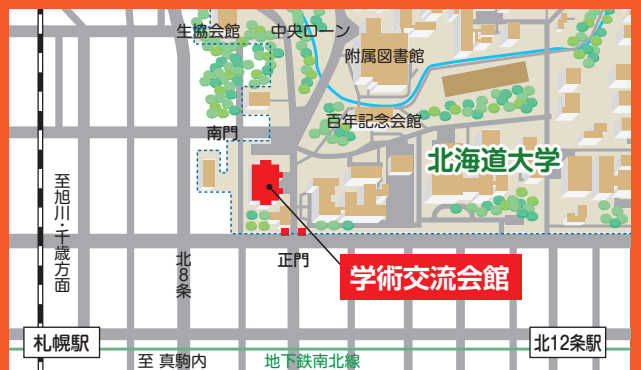 生協会館
中央ローン
附属図書館
百年記念会館
南門
北海道大学
至旭川・千歳方面
北8条
正門
学術交流会館
札幌駅
北12条駅
至 真駒内
地下鉄南北線